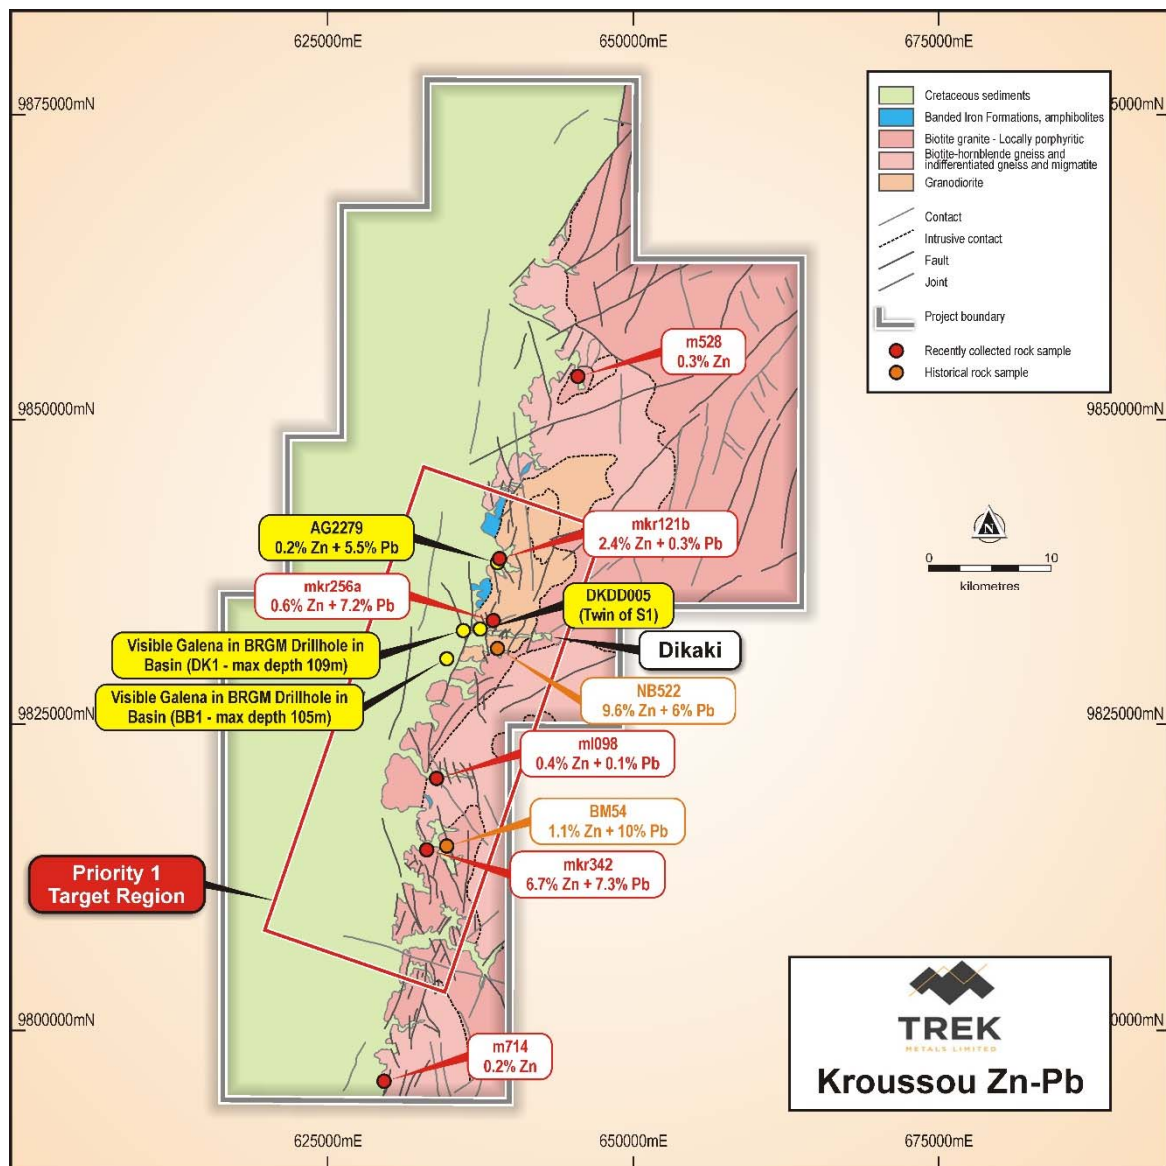 625000mE
650000mE
675000mE
9875000mN
5000mN
Cretaceous sediments
Banded Iron Formations, amphibolites
Biotite granite - Locally porphyritic
Biotite-hornblende gneiss and
indifferentiated gneiss and migmatite
Granodiorite
Contact
Intrusive contact
Fault
Joint
Project boundary
Recently collected rock sample
Historical rock sample
m528
0.3% Zn
9850000mN
9850000mN
AG2279
0.2% Zn + 5.5% Pb
mkr121b
2.4% Zn + 0.3% Pb
N
0
10
kilometres
mkr256a
0.6% Zn + 7.2% Pb
DKDD005
(Twin of S1)
Visible Galena in BRGM Drillhole in
Basin (DK1 - max depth 109m)
Dikaki
Visible Galena in BRGM Drillhole in
Basin (BB1 - max depth 105m)
NB522
9.6% Zn + 6% Pb
9825000mN
9825000mN
ml098
0.4% Zn + 0.1% Pb
BM54
1.1% Zn + 10% Pb
mkr342
6.7% Zn + 7.3% Pb
Priority 1
Target Region
9800000mN
0000mN
m714
0.2% Zn
TREK
METALS LIMITED
Kroussou Zn-Pb
625000mE
650000mE
675000mE